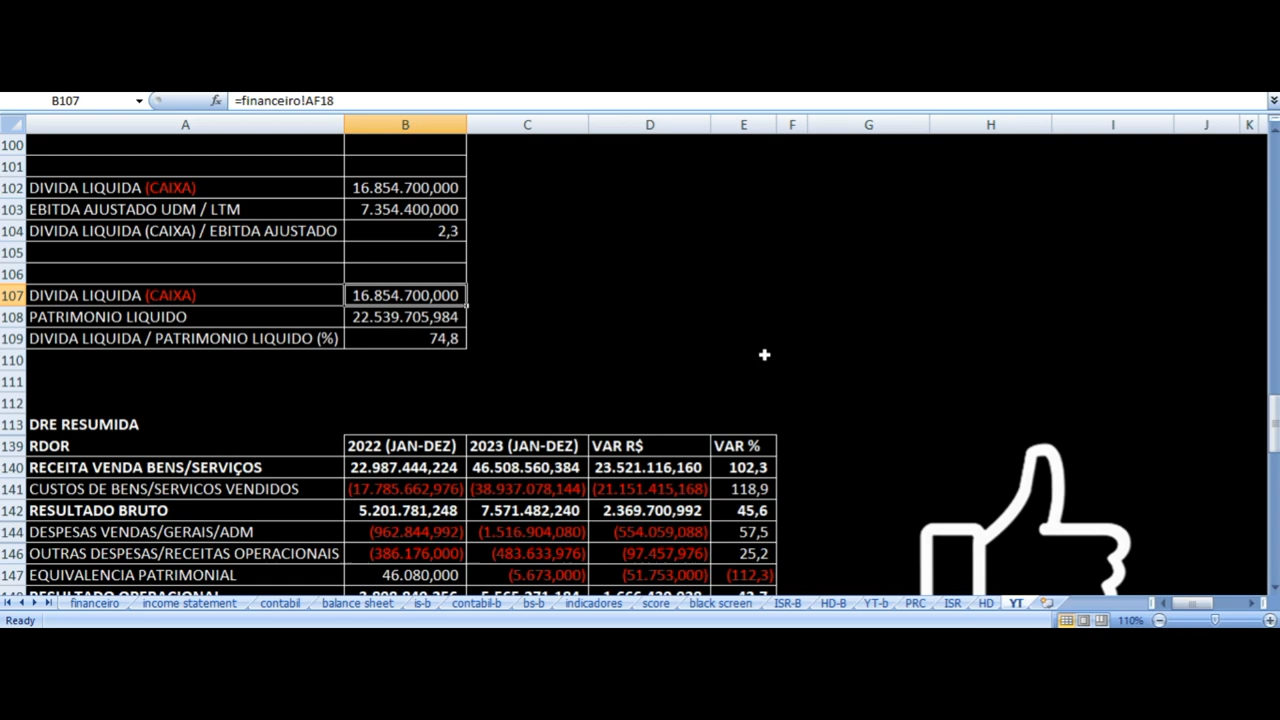 B107 fx =financeiro!AF18
A B C D E F G H I J K
100
101
102 DIVIDA LIQUIDA (CAIXA) 16.854.700,000
103 EBITDA AJUSTADO UDM / LTM 7.354.400,000
104 DIVIDA LIQUIDA (CAIXA) / EBITDA AJUSTADO 2,3
105
106
107 DIVIDA LIQUIDA (CAIXA) 16.854.700,000
108 PATRIMONIO LIQUIDO 22.539.705,984
109 DIVIDA LIQUIDA / PATRIMONIO LIQUIDO (%) 74,8
110
111
112
113 DRE RESUMIDA
139 RDOR 2022 (JAN-DEZ) 2023 (JAN-DEZ) VAR R$ VAR %
140 RECEITA VENDA BENS/SERVIÇOS 22.987.444,224 46.508.560,384 23.521.116,160 102,3
141 CUSTOS DE BENS/SERVICOS VENDIDOS (17.785.662,976) (38.937.078,144) (21.151.415,168) 118,9
142 RESULTADO BRUTO 5.201.781,248 7.571.482,240 2.369.700,992 45,6
144 DESPESAS VENDAS/GERAIS/ADM (962.844,992) (1.516.904,080) (554.059,088) 57,5
146 OUTRAS DESPESAS/RECEITAS OPERACIONAIS (386.176,000) (483.633,976) (97.457,976) 25,2
147 EQUIVALENCIA PATRIMONIAL 46.080,000 (5.673,000) (51.753,000) (112,3)
financeiro income statement contabil balance sheet is-b contabil-b bs-b indicadores score black screen ISR-B HD-B YT-b PRC ISR HD YT
Ready 110%